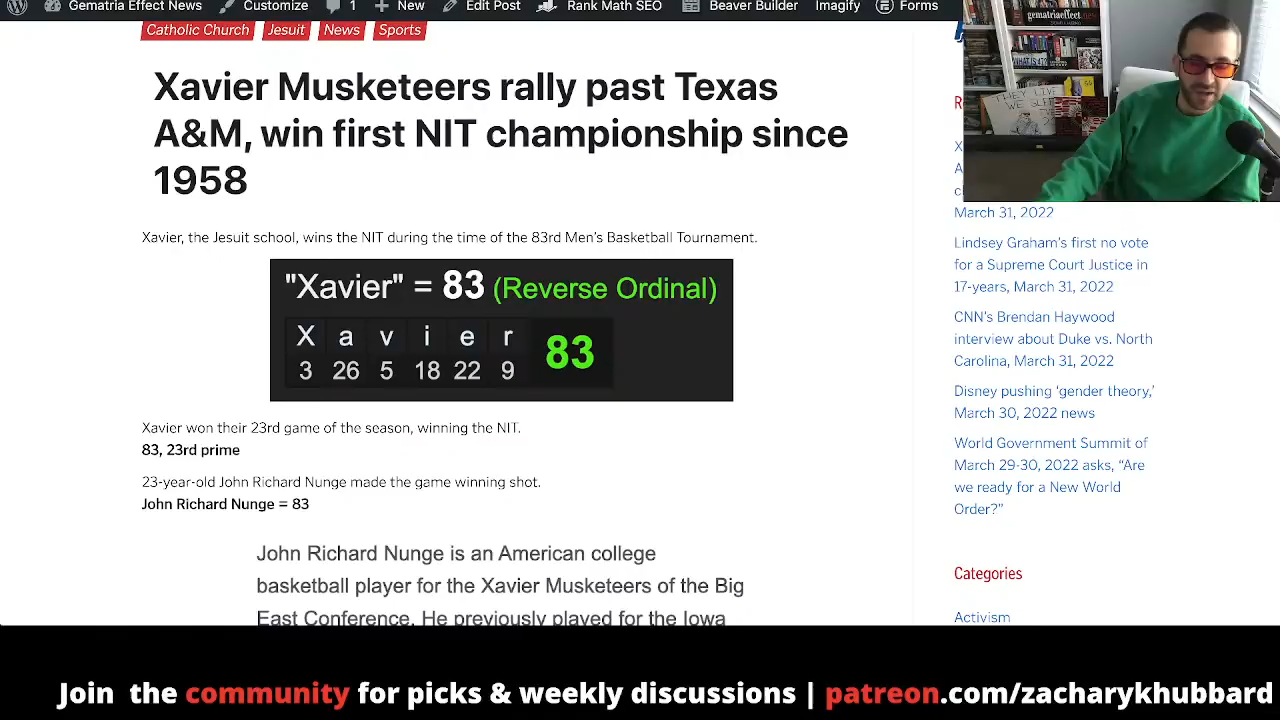 Gematria Effect News
Customize
1
New
Edit Post
Rank Math SEO
Beaver Builder
Imagify
Forms
Catholic Church
Jesuit
News
Sports
Xavier Musketeers rally past Texas
A&M, win first NIT championship since
1958
Xavier, the Jesuit school, wins the NIT during the time of the 83rd Men's Basketball Tournament.
"Xavier" = 83 (Reverse Ordinal)
X a v i e r
3 26 5 18 22 9
83
Xavier won their 23rd game of the season, winning the NIT.
83, 23rd prime
23-year-old John Richard Nunge made the game winning shot.
John Richard Nunge = 83
John Richard Nunge is an American college
basketball player for the Xavier Musketeers of the Big
East Conference. He previously played for the Iowa
gematriaeffect.news
THEY LIVE
WE SLEEP
March 31, 2022
Lindsey Graham's first no vote
for a Supreme Court Justice in
17-years, March 31, 2022
CNN's Brendan Haywood
interview about Duke vs. North
Carolina, March 31, 2022
Disney pushing 'gender theory,'
March 30, 2022 news
World Government Summit of
March 29-30, 2022 asks, "Are
we ready for a New World
Order?"
Categories
Activism
Join the community for picks & weekly discussions | patreon.com/zacharykhubbard